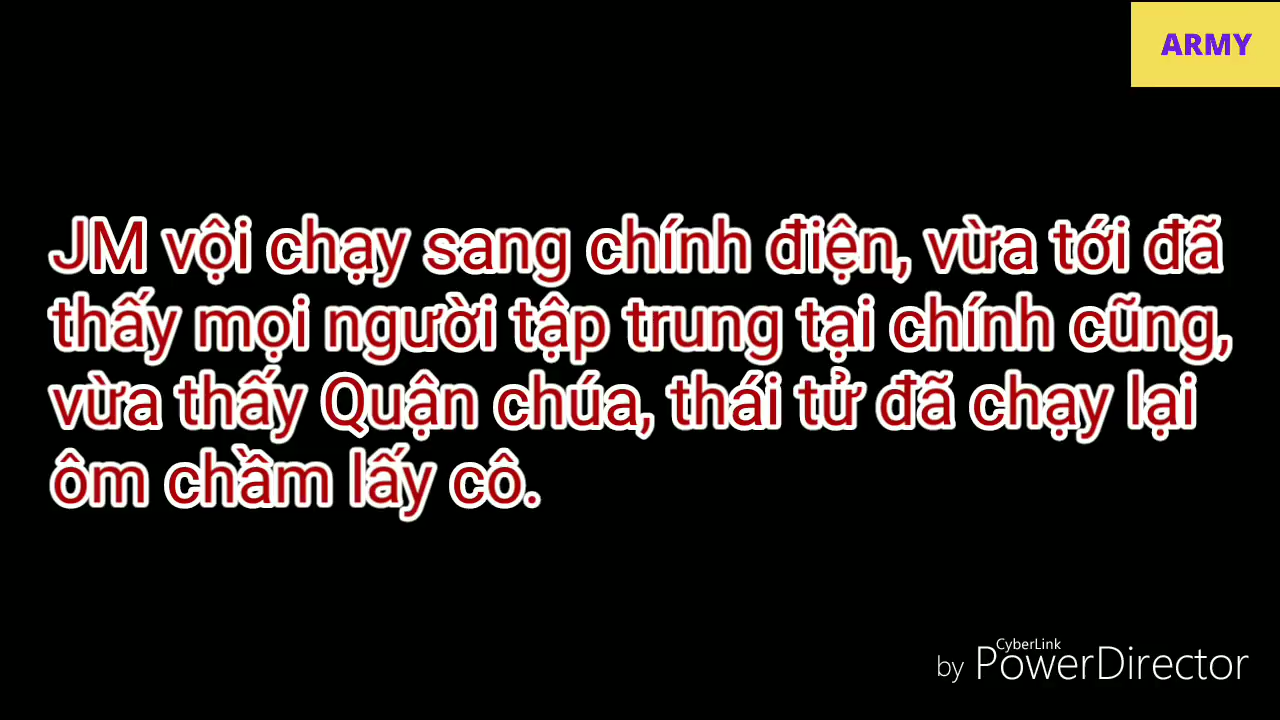 ARMY
JM vội chạy sang chính điện, vừa tới đã
thấy mọi người tập trung tại chính cũng,
vừa thấy Quận chúa, thái tử đã chạy lại
ôm chầm lấy cô.
CyberLink
by PowerDirector